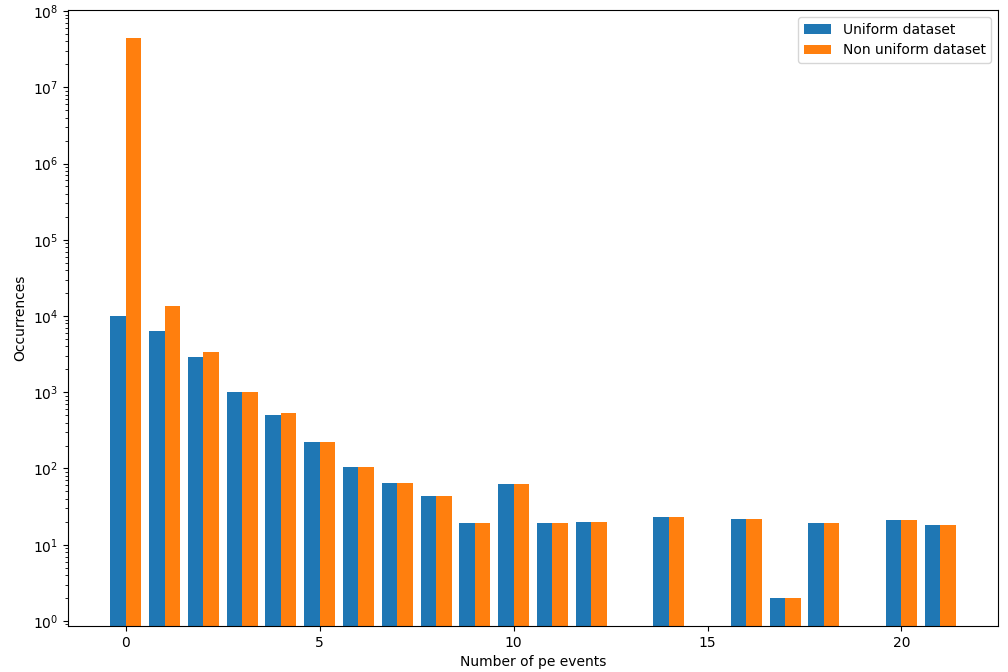 Uniform dataset
Non uniform dataset
10⁸
10⁷
10⁶
10⁵
10⁴
10³
10²
10¹
10⁰
Occurrences
0 5 10 15 20
Number of pe events